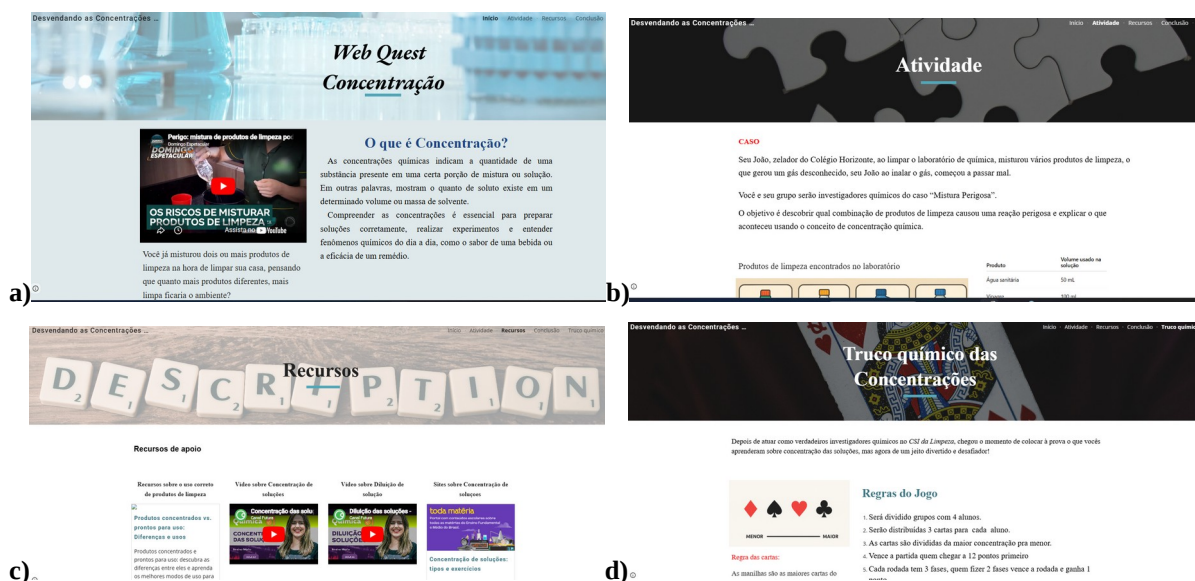 Desvendando as Concentrações ...
Início Atividade Recursos Conclusão
Web Quest
Concentração
Perigo: mistura de produtos de limpeza po
Domingo Espetacular
DOMINGO
ESPETACULAR
OS RISCOS DE MISTURAR
PRODUTOS DE LIMPEZA
Assista no YouTube
Você já misturou dois ou mais produtos de
limpeza na hora de limpar sua casa, pensando
que quanto mais produtos diferentes, mais
limpa ficaria o ambiente?
O que é Concentração?
As concentrações químicas indicam a quantidade de uma
substância presente em uma certa porção de mistura ou solução.
Em outras palavras, mostram o quanto de soluto existe em um
determinado volume ou massa de solvente.
Compreender as concentrações é essencial para preparar
soluções corretamente, realizar experimentos e entender
fenômenos químicos do dia a dia, como o sabor de uma bebida ou
a eficácia de um remédio.
a)
Desvendando as Concentrações ...
Início Atividade Recursos Conclusão
Atividade
CASO
Seu João, zelador do Colégio Horizonte, ao limpar o laboratório de química, misturou vários produtos de limpeza, o
que gerou um gás desconhecido, seu João ao inalar o gás, começou a passar mal.
Você e seu grupo serão investigadores químicos do caso “Mistura Perigosa”.
O objetivo é descobrir qual combinação de produtos de limpeza causou uma reação perigosa e explicar o que
aconteceu usando o conceito de concentração química.
Produtos de limpeza encontrados no laboratório
Produto Volume usado na solução
Água sanitária 50 mL
Vinagre 100 mL
b)
Desvendando as Concentrações ...
Início Atividade Recursos Conclusão Truco químico
DESCRIPTION
Recursos
Recursos de apoio
Recursos sobre o uso correto
de produtos de limpeza
Produtos concentrados vs.
prontos para uso:
Diferenças e usos
Produtos concentrados e
prontos para uso: descubra as
diferenças entre eles e aprenda
os melhores modos de uso para
Vídeo sobre Concentração de
soluções
Concentração das solu
Canal Futura
Vídeo sobre Diluição de
solução
Diluição das soluções -
Canal Futura
Sites sobre Concentração de
soluçoes
toda matéria
Concentração de soluções:
tipos e exercícios
c)
Desvendando as Concentrações ...
Início Atividade Recursos Conclusão Truco químic
Truco químico das
Concentrações
Depois de atuar como verdadeiros investigadores químicos no CSI da Limpeza, chegou o momento de colocar à prova o que vocês
aprenderam sobre concentração das soluções, mas agora de um jeito divertido e desafiador!
MENOR MAIOR
Regra das cartas:
As manilhas são as maiores cartas do
Regras do Jogo
1. Será dividido grupos com 4 alunos.
2. Serão distribuídas 3 cartas para cada aluno.
3. As cartas são divididas da maior concentração pra menor.
4. Vence a partida quem chegar a 12 pontos primeiro
5. Cada rodada tem 3 fases, quem fizer 2 fases vence a rodada e ganha 1
ponto
d)